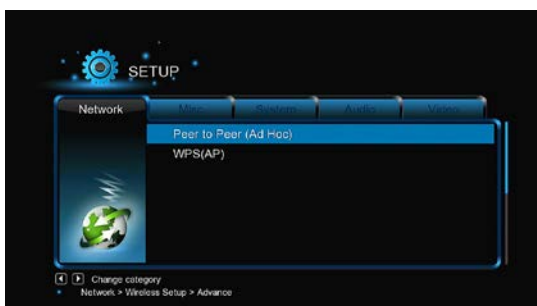 SETUP
Network Misc System Audio Video
Peer to Peer (Ad Hoc)
WPS(AP)
Change category
Network > Wireless Setup > Advance